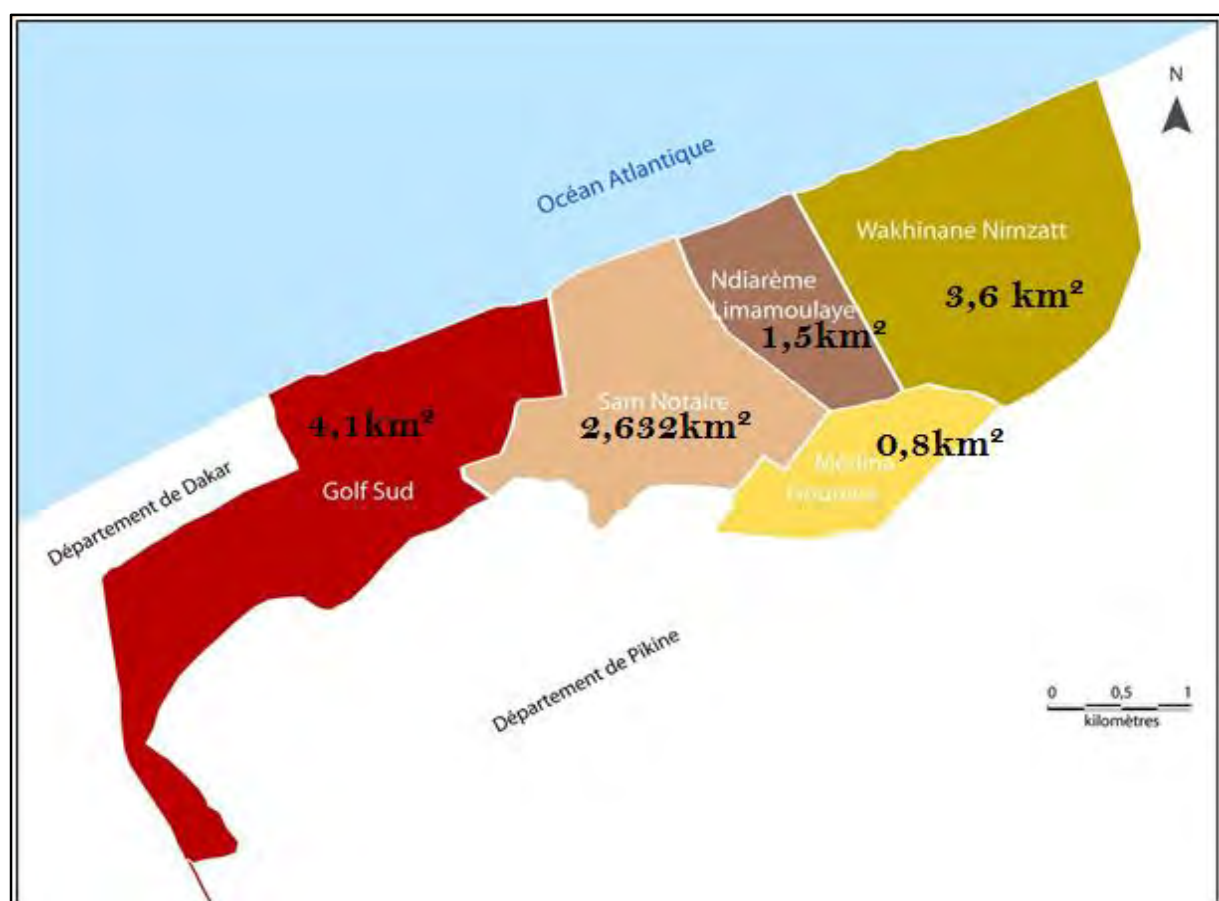 N
Océan Atlantique
Wakhinane Nimzatt
3,6 km²
Ndiarème
Limamoulaye
1,5km²
Sam Notaire
2,632km²
4,1km²
Golf Sud
0,8km²
Médina
Gounass
Département de Dakar
Département de Pikine
0 0,5 1
kilomètres